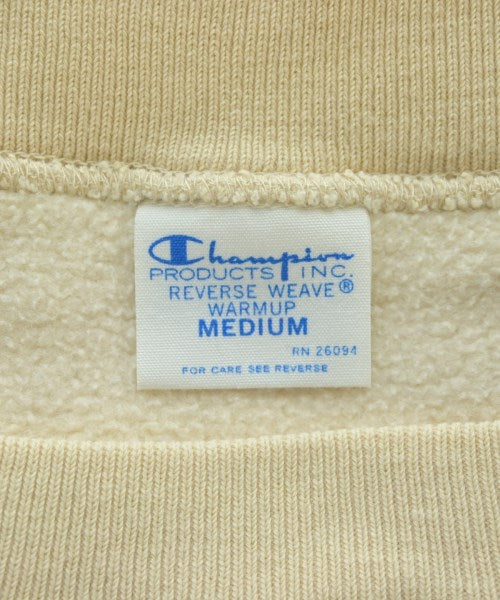 Champion
PRODUCTS INC.
REVERSE WEAVE®
WARMUP
MEDIUM
RN 26094
FOR CARE SEE REVERSE